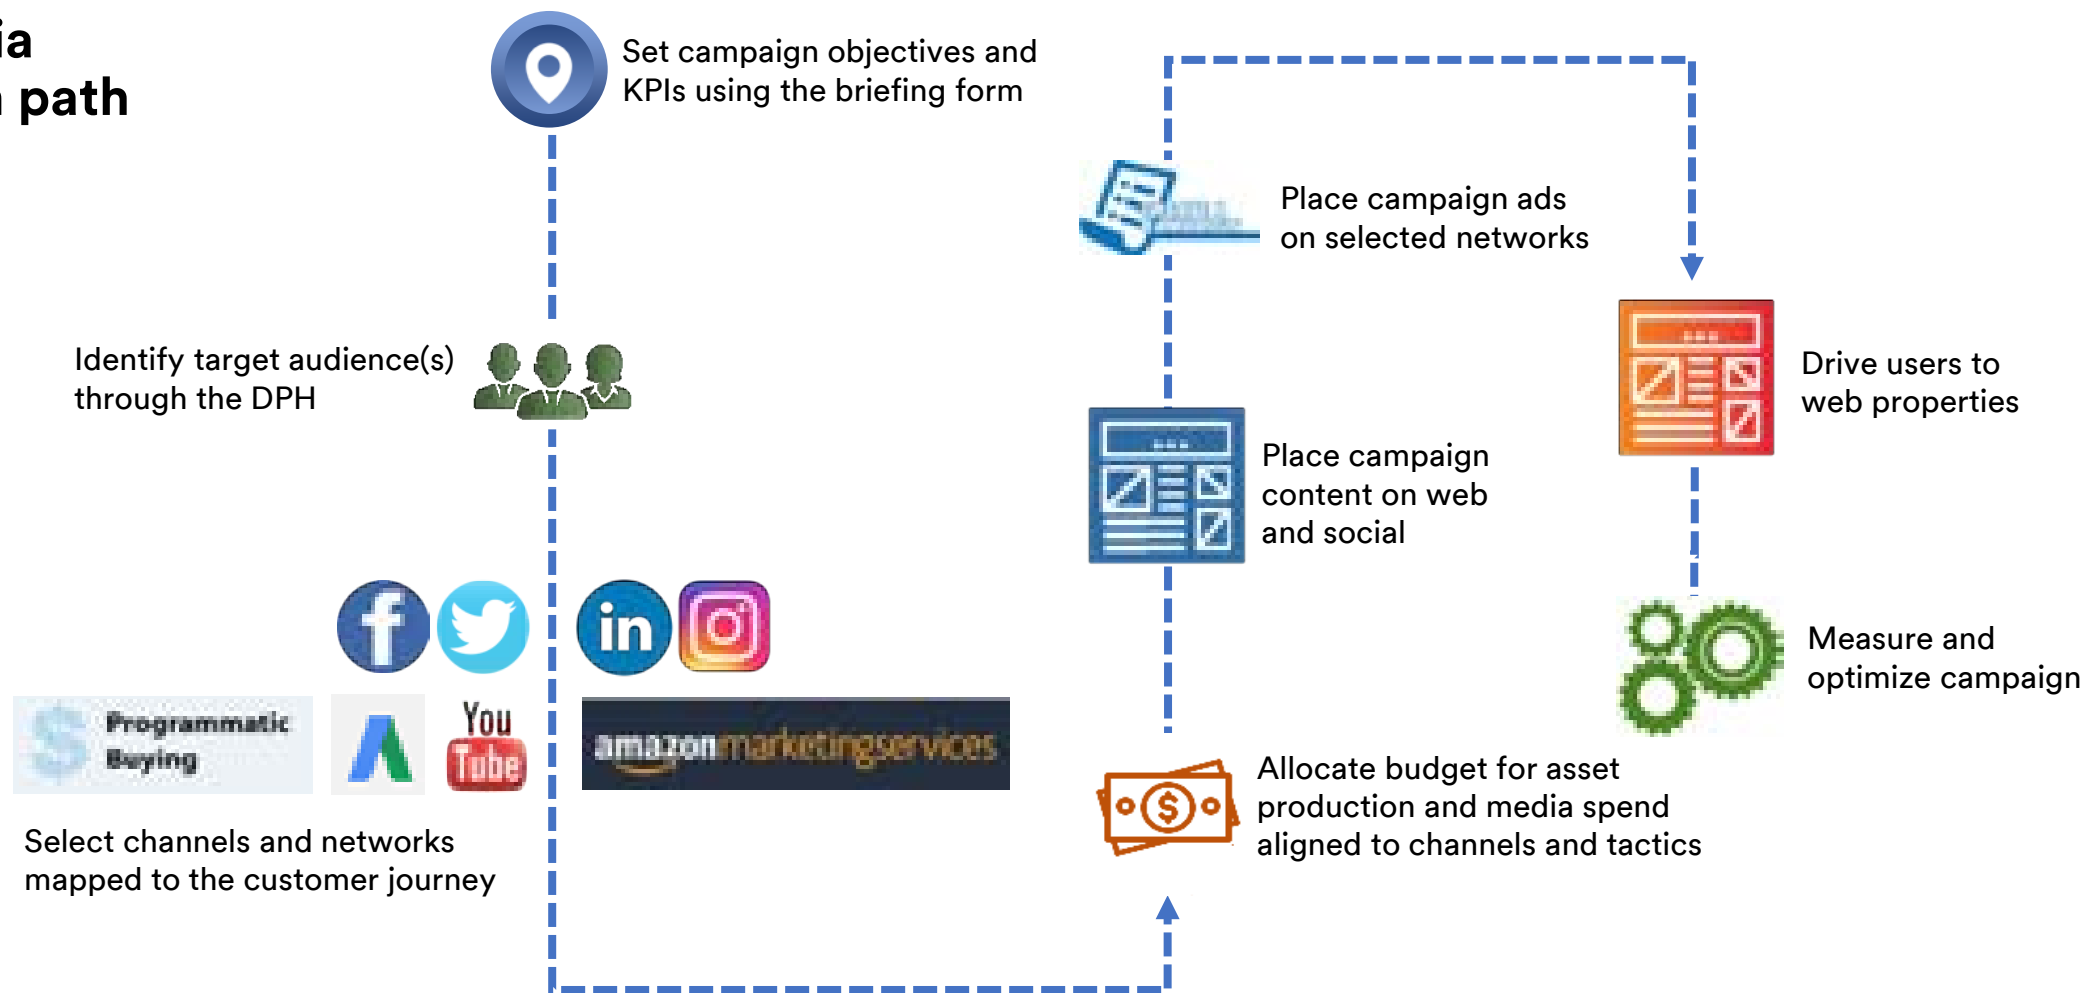 ia
path
Set campaign objectives and
KPIs using the briefing form
Identify target audience(s)
through the DPH
in
Programmatic
Buying
You
Tube
amazonmarketingservices
Select channels and networks
mapped to the customer journey
Allocate budget for asset
production and media spend
aligned to channels and tactics
Place campaign
content on web
and social
Place campaign ads
on selected networks
Drive users to
web properties
Measure and
optimize campaign